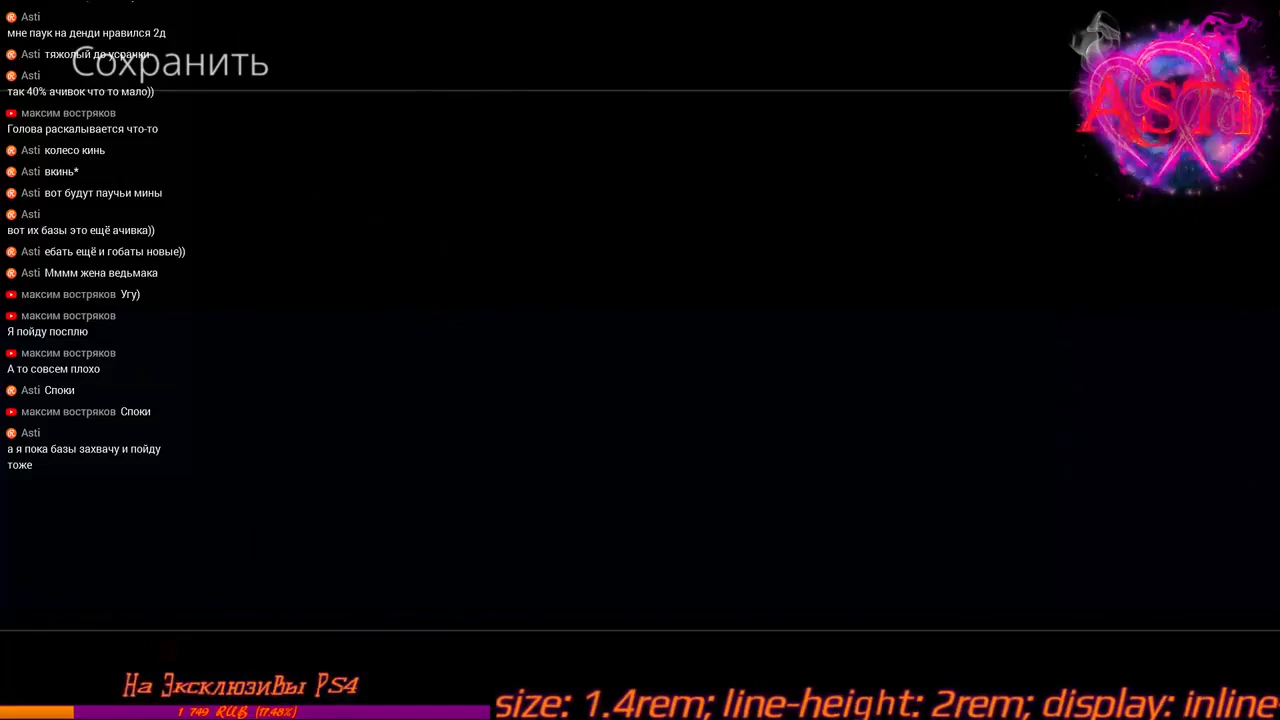 Asti
мне паук на денди нравился 2д
Asti тяжолый до усрачки
Сохранить
Asti
так 40% ачивок что то мало))
максим востряков
Голова раскалывается что-то
Asti колесо кинь
Asti вкинь*
Asti вот будут паучьи мины
Asti
вот их базы это ещё ачивка))
Asti ебать ещё и гобаты новые))
Asti Мммм жена ведьмака
максим востряков Угу)
максим востряков
Я пойду посплю
максим востряков
А то совсем плохо
Asti Споки
максим востряков Споки
Asti
а я пока базы захвачу и пойду
тоже
ASTI
На Эксклюзивы PS4
1 749 RUB (17.48%)
size: 1.4rem; line-height: 2rem; display: inline